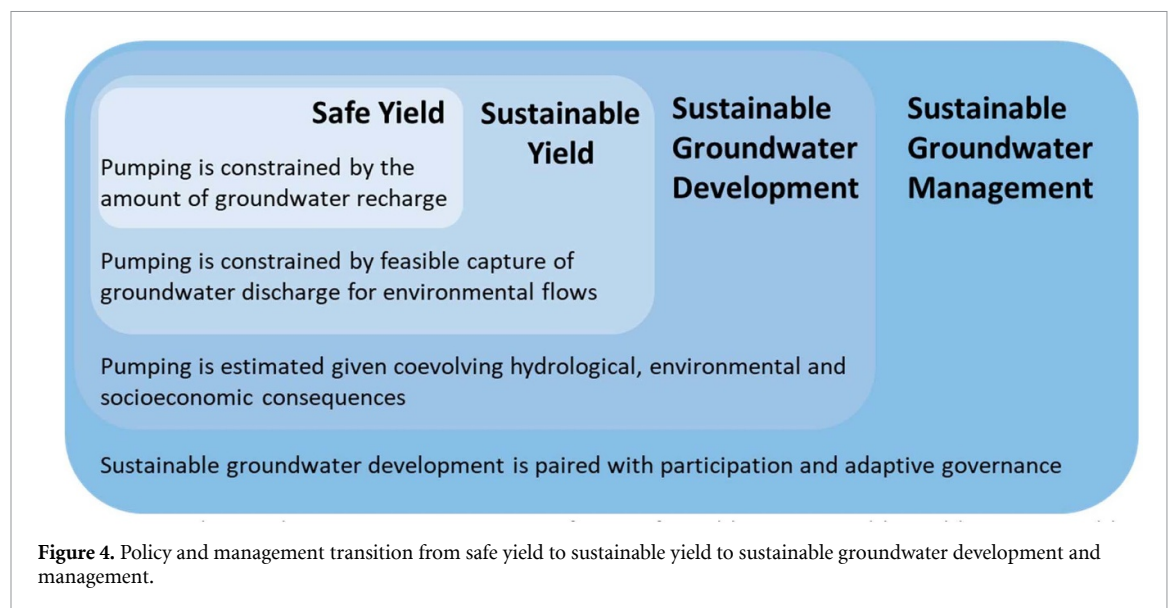 Safe Yield
Pumping is constrained by the
amount of groundwater recharge
Sustainable
Yield
Pumping is constrained by feasible capture of
groundwater discharge for environmental flows
Sustainable
Groundwater
Development
Pumping is estimated given coevolving hydrological, environmental and
socioeconomic consequences
Sustainable
Groundwater
Management
Sustainable groundwater development is paired with participation and adaptive governance
Figure 4. Policy and management transition from safe yield to sustainable yield to sustainable groundwater development and
management.